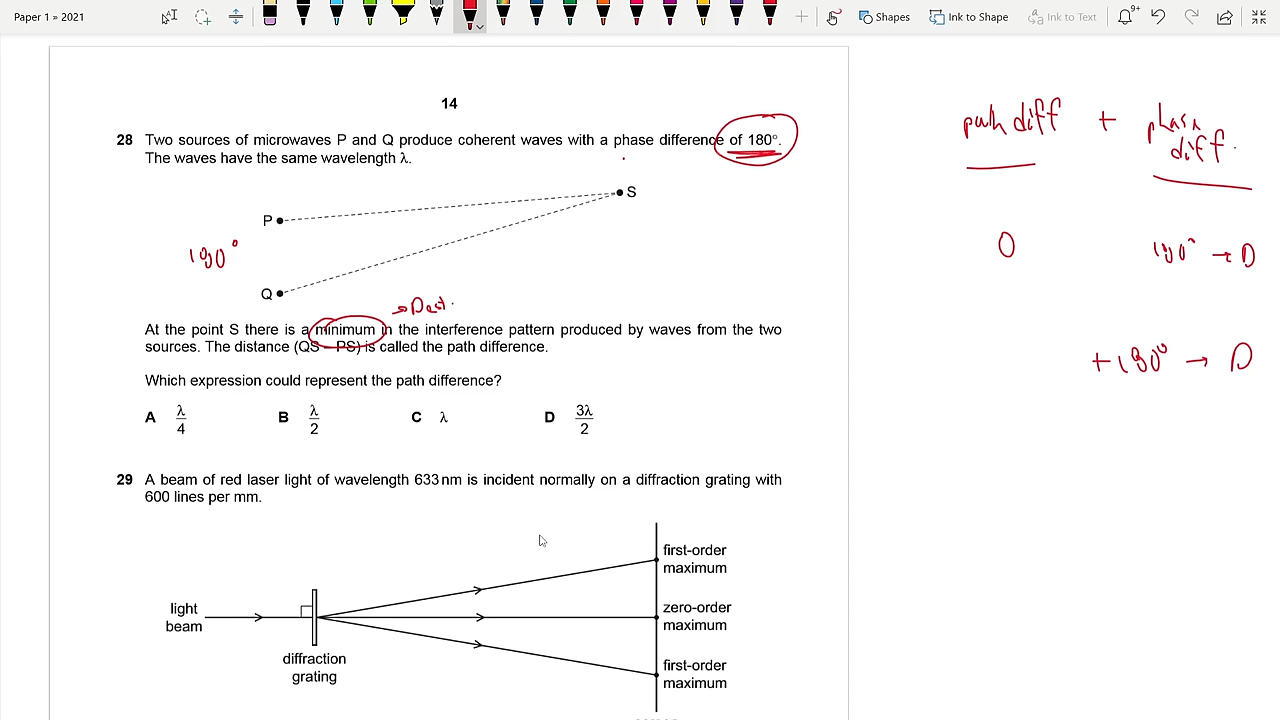 Paper 1 » 2021
Shapes
Ink to Shape
Ink to Text
9+
14
28 Two sources of microwaves P and Q produce coherent waves with a phase difference of 180°.
The waves have the same wavelength λ.
S
P
Q
180°
→ Dest.
At the point S there is a minimum in the interference pattern produced by waves from the two
sources. The distance (QS – PS) is called the path difference.
Which expression could represent the path difference?
A λ/4 B λ/2 C λ D 3λ/2
29 A beam of red laser light of wavelength 633 nm is incident normally on a diffraction grating with
600 lines per mm.
first-order
maximum
light
beam
zero-order
maximum
diffraction
grating
first-order
maximum
path diff + phase
diff.
0 180° → D
+180° → D